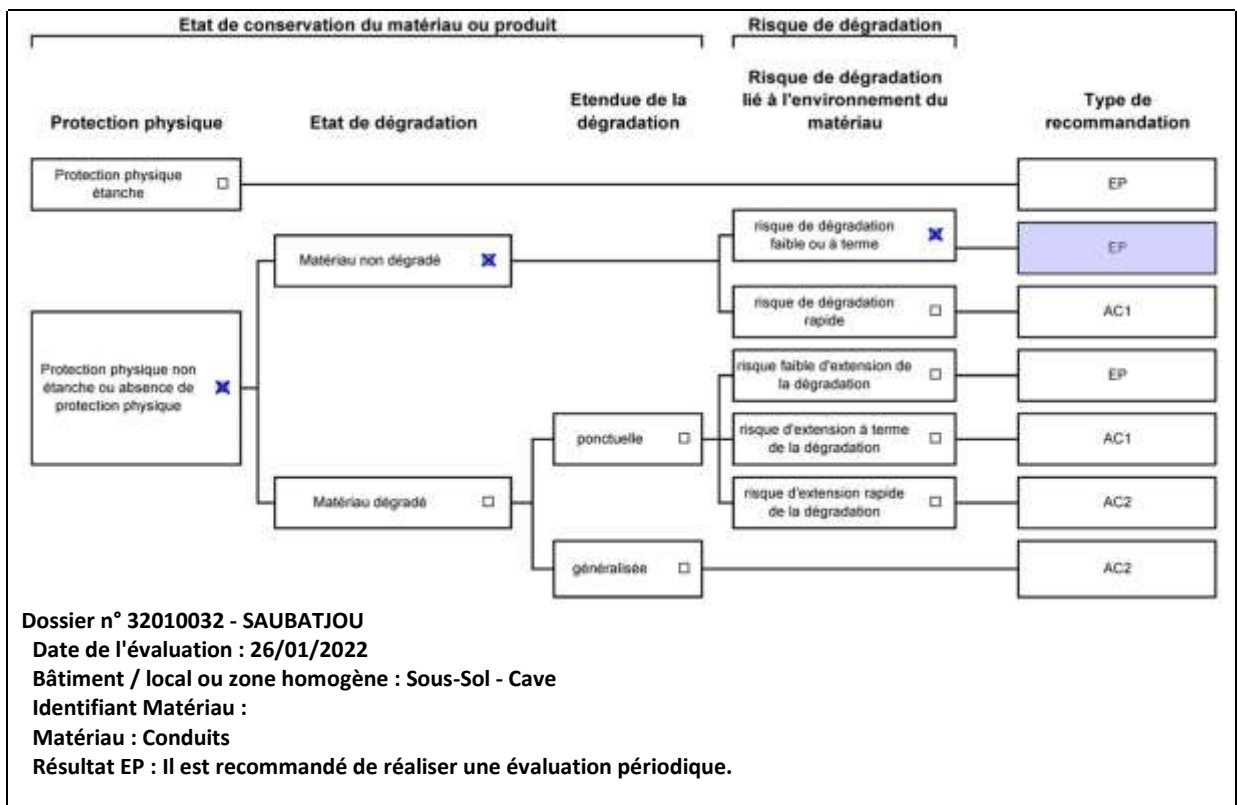 Etat de conservation du matériau ou produit
Risque de dégradation
Protection physique
Etat de dégradation
Etendue de la
dégradation
Risque de dégradation
lié à l'environnement du
matériau
Type de
recommandation
Protection physique
étanche
EP
risque de dégradation
faible ou à terme
EP
Matériau non dégradé
risque de dégradation
rapide
AC1
Protection physique non
étanche ou absence de
protection physique
risque faible d'extension de
la dégradation
EP
ponctuelle
risque d'extension à terme
de la dégradation
AC1
Matériau dégradé
risque d'extension rapide
de la dégradation
AC2
généralisée
AC2
Dossier n° 32010032 - SAUBATJOU
Date de l'évaluation : 26/01/2022
Bâtiment / local ou zone homogène : Sous-Sol - Cave
Identifiant Matériau :
Matériau : Conduits
Résultat EP : Il est recommandé de réaliser une évaluation périodique.